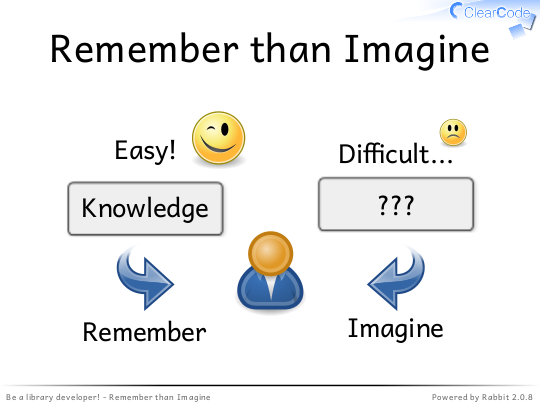 ClearCode
Remember than Imagine
Easy!
Difficult...
Knowledge
???
Remember
Imagine
Be a library developer! - Remember than Imagine
Powered by Rabbit 2.0.8